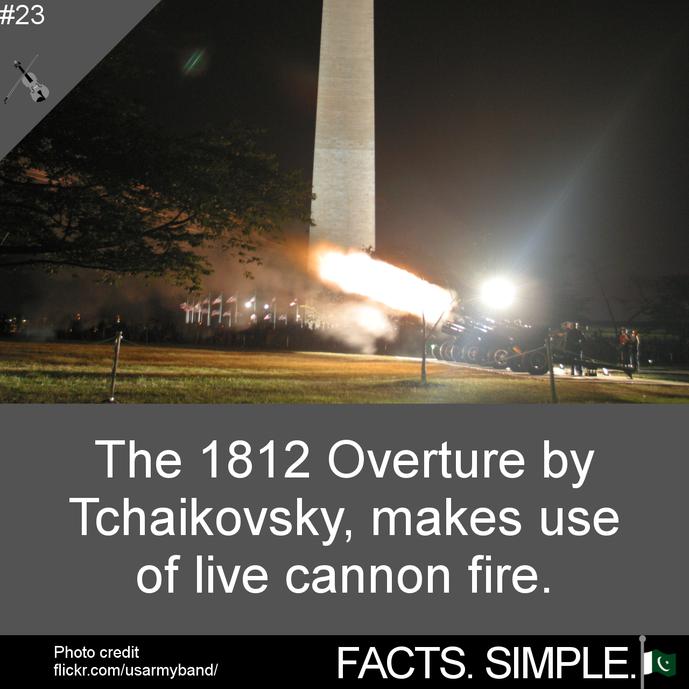 #23
The 1812 Overture by
Tchaikovsky, makes use
of live cannon fire.
Photo credit
flickr.com/usarmyband/
FACTS. SIMPLE.